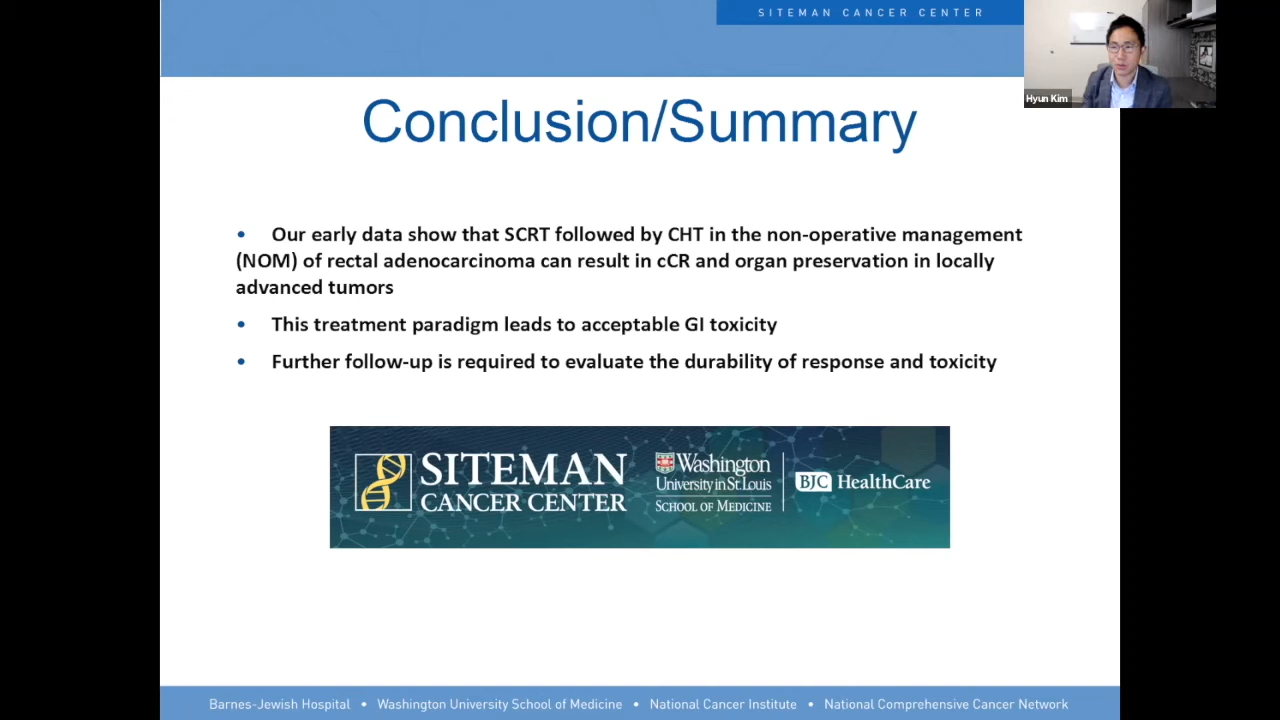 SITEMAN CANCER CENTER
Hyun Kim
Conclusion/Summary
• Our early data show that SCRT followed by CHT in the non-operative management
(NOM) of rectal adenocarcinoma can result in cCR and organ preservation in locally
advanced tumors
• This treatment paradigm leads to acceptable GI toxicity
• Further follow-up is required to evaluate the durability of response and toxicity
SITEMAN
CANCER CENTER
Washington
University in St. Louis
SCHOOL OF MEDICINE
BJC HealthCare
Barnes-Jewish Hospital • Washington University School of Medicine • National Cancer Institute • National Comprehensive Cancer Network